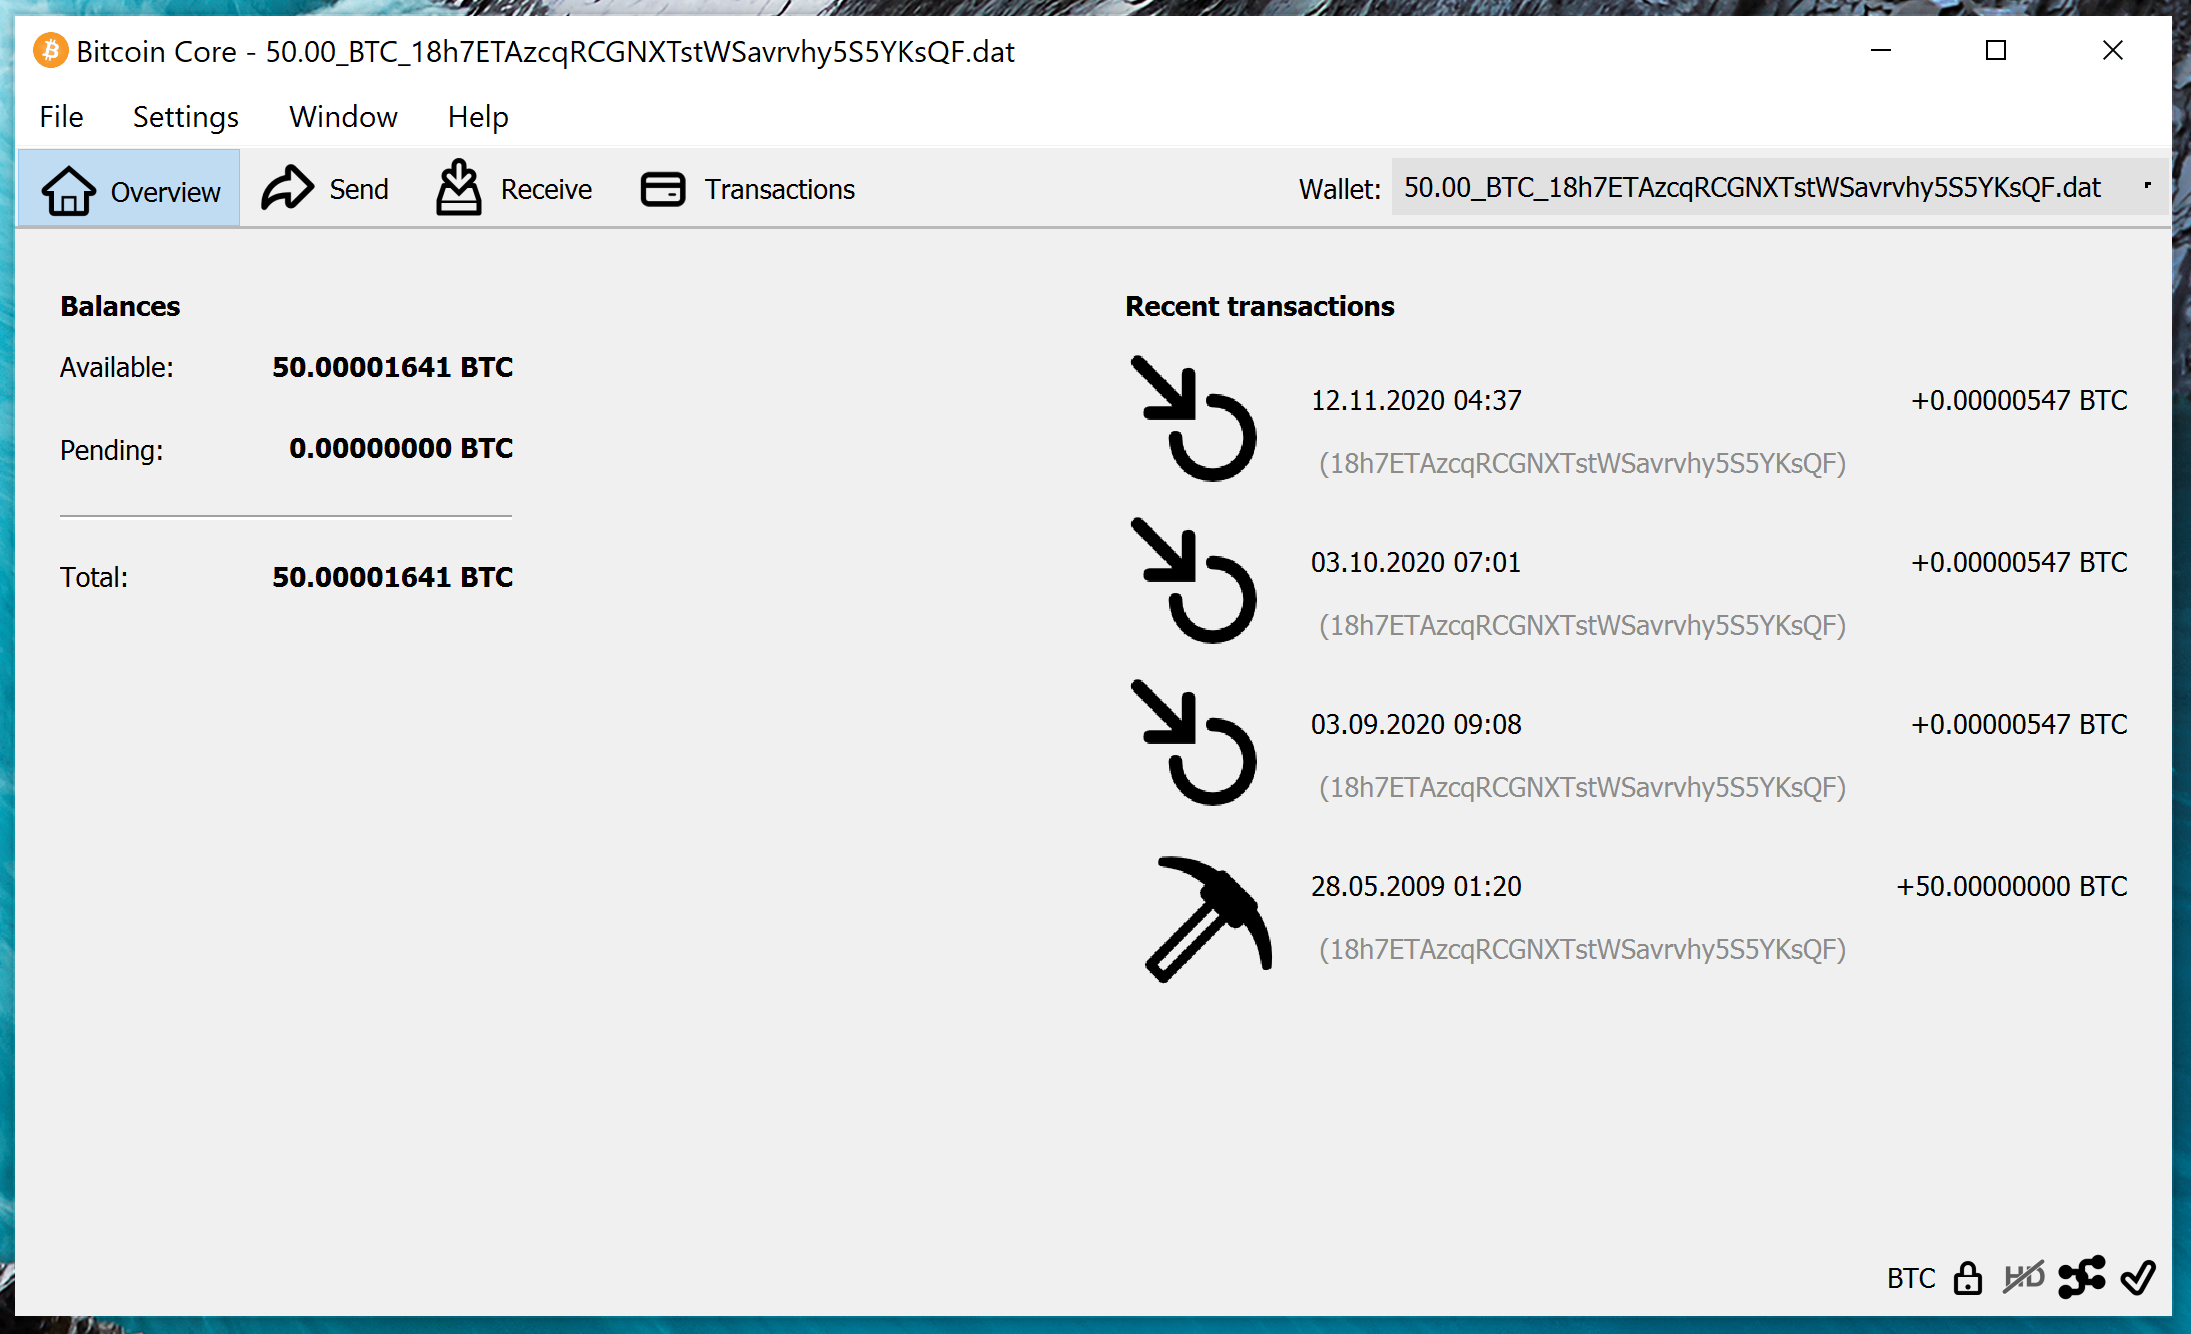 Bitcoin Core - 50.00_BTC_18h7ETAzcqRCGNXTstWSavrvhy5S5YKsQF.dat
File Settings Window Help
Overview Send Receive Transactions Wallet: 50.00_BTC_18h7ETAzcqRCGNXTstWSavrvhy5S5YKsQF.dat
Balances
Available: 50.00001641 BTC
Pending: 0.00000000 BTC
Total: 50.00001641 BTC
Recent transactions
12.11.2020 04:37 +0.00000547 BTC
(18h7ETAzcqRCGNXTstWSavrvhy5S5YKsQF)
03.10.2020 07:01 +0.00000547 BTC
(18h7ETAzcqRCGNXTstWSavrvhy5S5YKsQF)
03.09.2020 09:08 +0.00000547 BTC
(18h7ETAzcqRCGNXTstWSavrvhy5S5YKsQF)
28.05.2009 01:20 +50.00000000 BTC
(18h7ETAzcqRCGNXTstWSavrvhy5S5YKsQF)
BTC HD